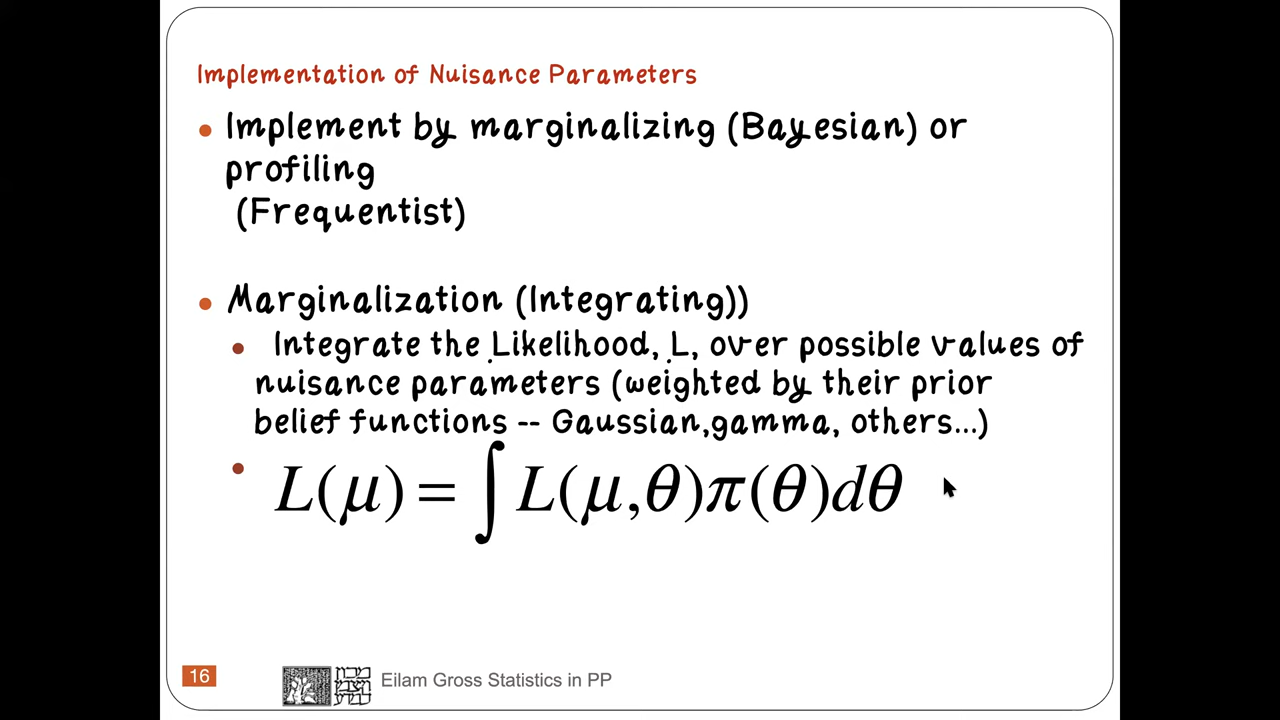 Implementation of Nuisance Parameters
• Implement by marginalizing (Bayesian) or
profiling
(Frequentist)
• Marginalization (Integrating))
• Integrate the Likelihood, L, over possible values of
nuisance parameters (weighted by their prior
belief functions -- Gaussian,gamma, others...)
• L(μ) = ∫ L(μ,θ)π(θ)dθ
16
Eilam Gross Statistics in PP